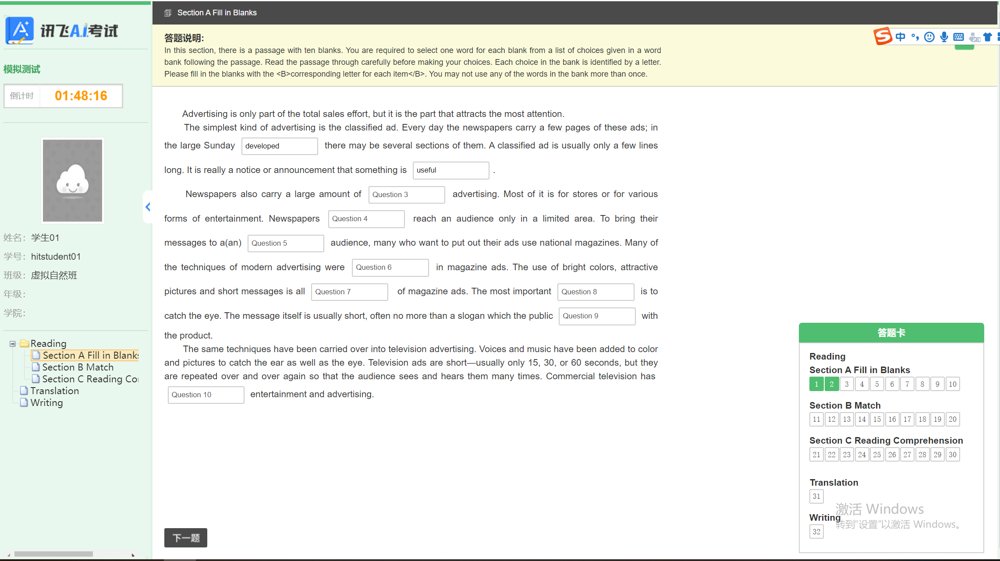 讯飞A.i.考试
模拟测试
倒计时 01:48:16
姓名: 学生01
学号: hitstudent01
班级: 虚拟自然班
年级:
学院:
Reading
Section A Fill in Blanks
Section B Match
Section C Reading Co
Translation
Writing
Section A Fill in Blanks
答题说明:
In this section, there is a passage with ten blanks. You are required to select one word for each blank from a list of choices given in a word
bank following the passage. Read the passage through carefully before making your choices. Each choice in the bank is identified by a letter.
Please fill in the blanks with the <B>corresponding letter for each item</B>. You may not use any of the words in the bank more than once.
中
Advertising is only part of the total sales effort, but it is the part that attracts the most attention.
The simplest kind of advertising is the classified ad. Every day the newspapers carry a few pages of these ads; in
the large Sunday developed there may be several sections of them. A classified ad is usually only a few lines
long. It is really a notice or announcement that something is useful .
Newspapers also carry a large amount of Question 3 advertising. Most of it is for stores or for various
forms of entertainment. Newspapers Question 4 reach an audience only in a limited area. To bring their
messages to a(an) Question 5 audience, many who want to put out their ads use national magazines. Many of
the techniques of modern advertising were Question 6 in magazine ads. The use of bright colors, attractive
pictures and short messages is all Question 7 of magazine ads. The most important Question 8 is to
catch the eye. The message itself is usually short, often no more than a slogan which the public Question 9 with
the product.
The same techniques have been carried over into television advertising. Voices and music have been added to color
and pictures to catch the ear as well as the eye. Television ads are short—usually only 15, 30, or 60 seconds, but they
are repeated over and over again so that the audience sees and hears them many times. Commercial television has
Question 10 entertainment and advertising.
下一题
答题卡
Reading
Section A Fill in Blanks
1 2 3 4 5 6 7 8 9 10
Section B Match
11 12 13 14 15 16 17 18 19 20
Section C Reading Comprehension
21 22 23 24 25 26 27 28 29 30
Translation
31
Writing
32
激活 Windows
转到“设置”以激活 Windows。